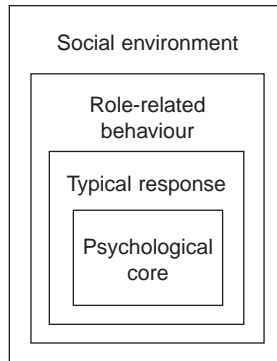 Social environment
Role-related
behaviour
Typical response
Psychological
core